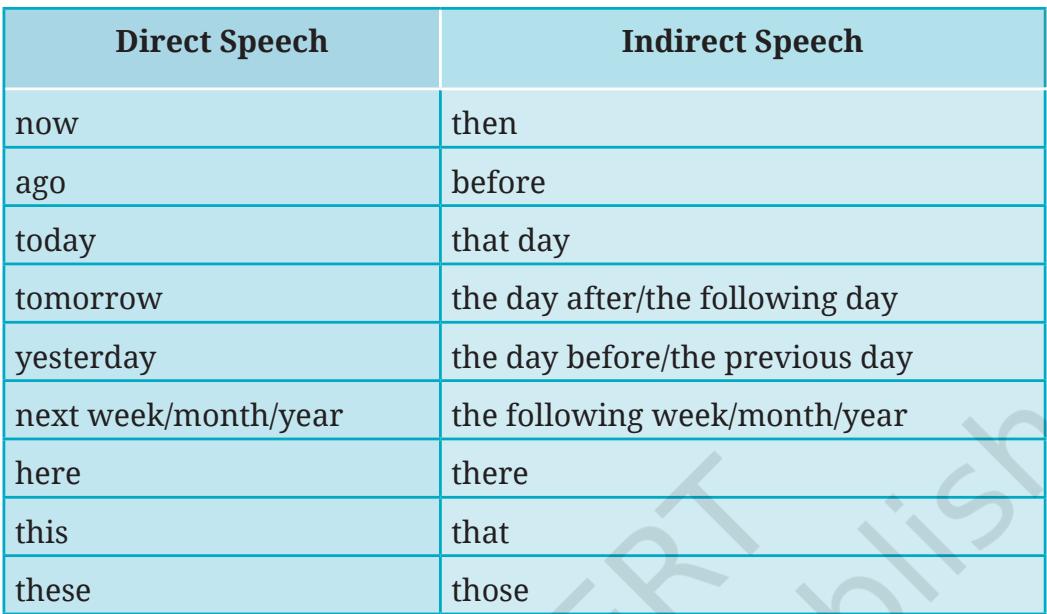 Direct Speech Indirect Speech
now then
ago before
today that day
tomorrow the day after/the following day
yesterday the day before/the previous day
next week/month/year the following week/month/year
here there
this that
these those